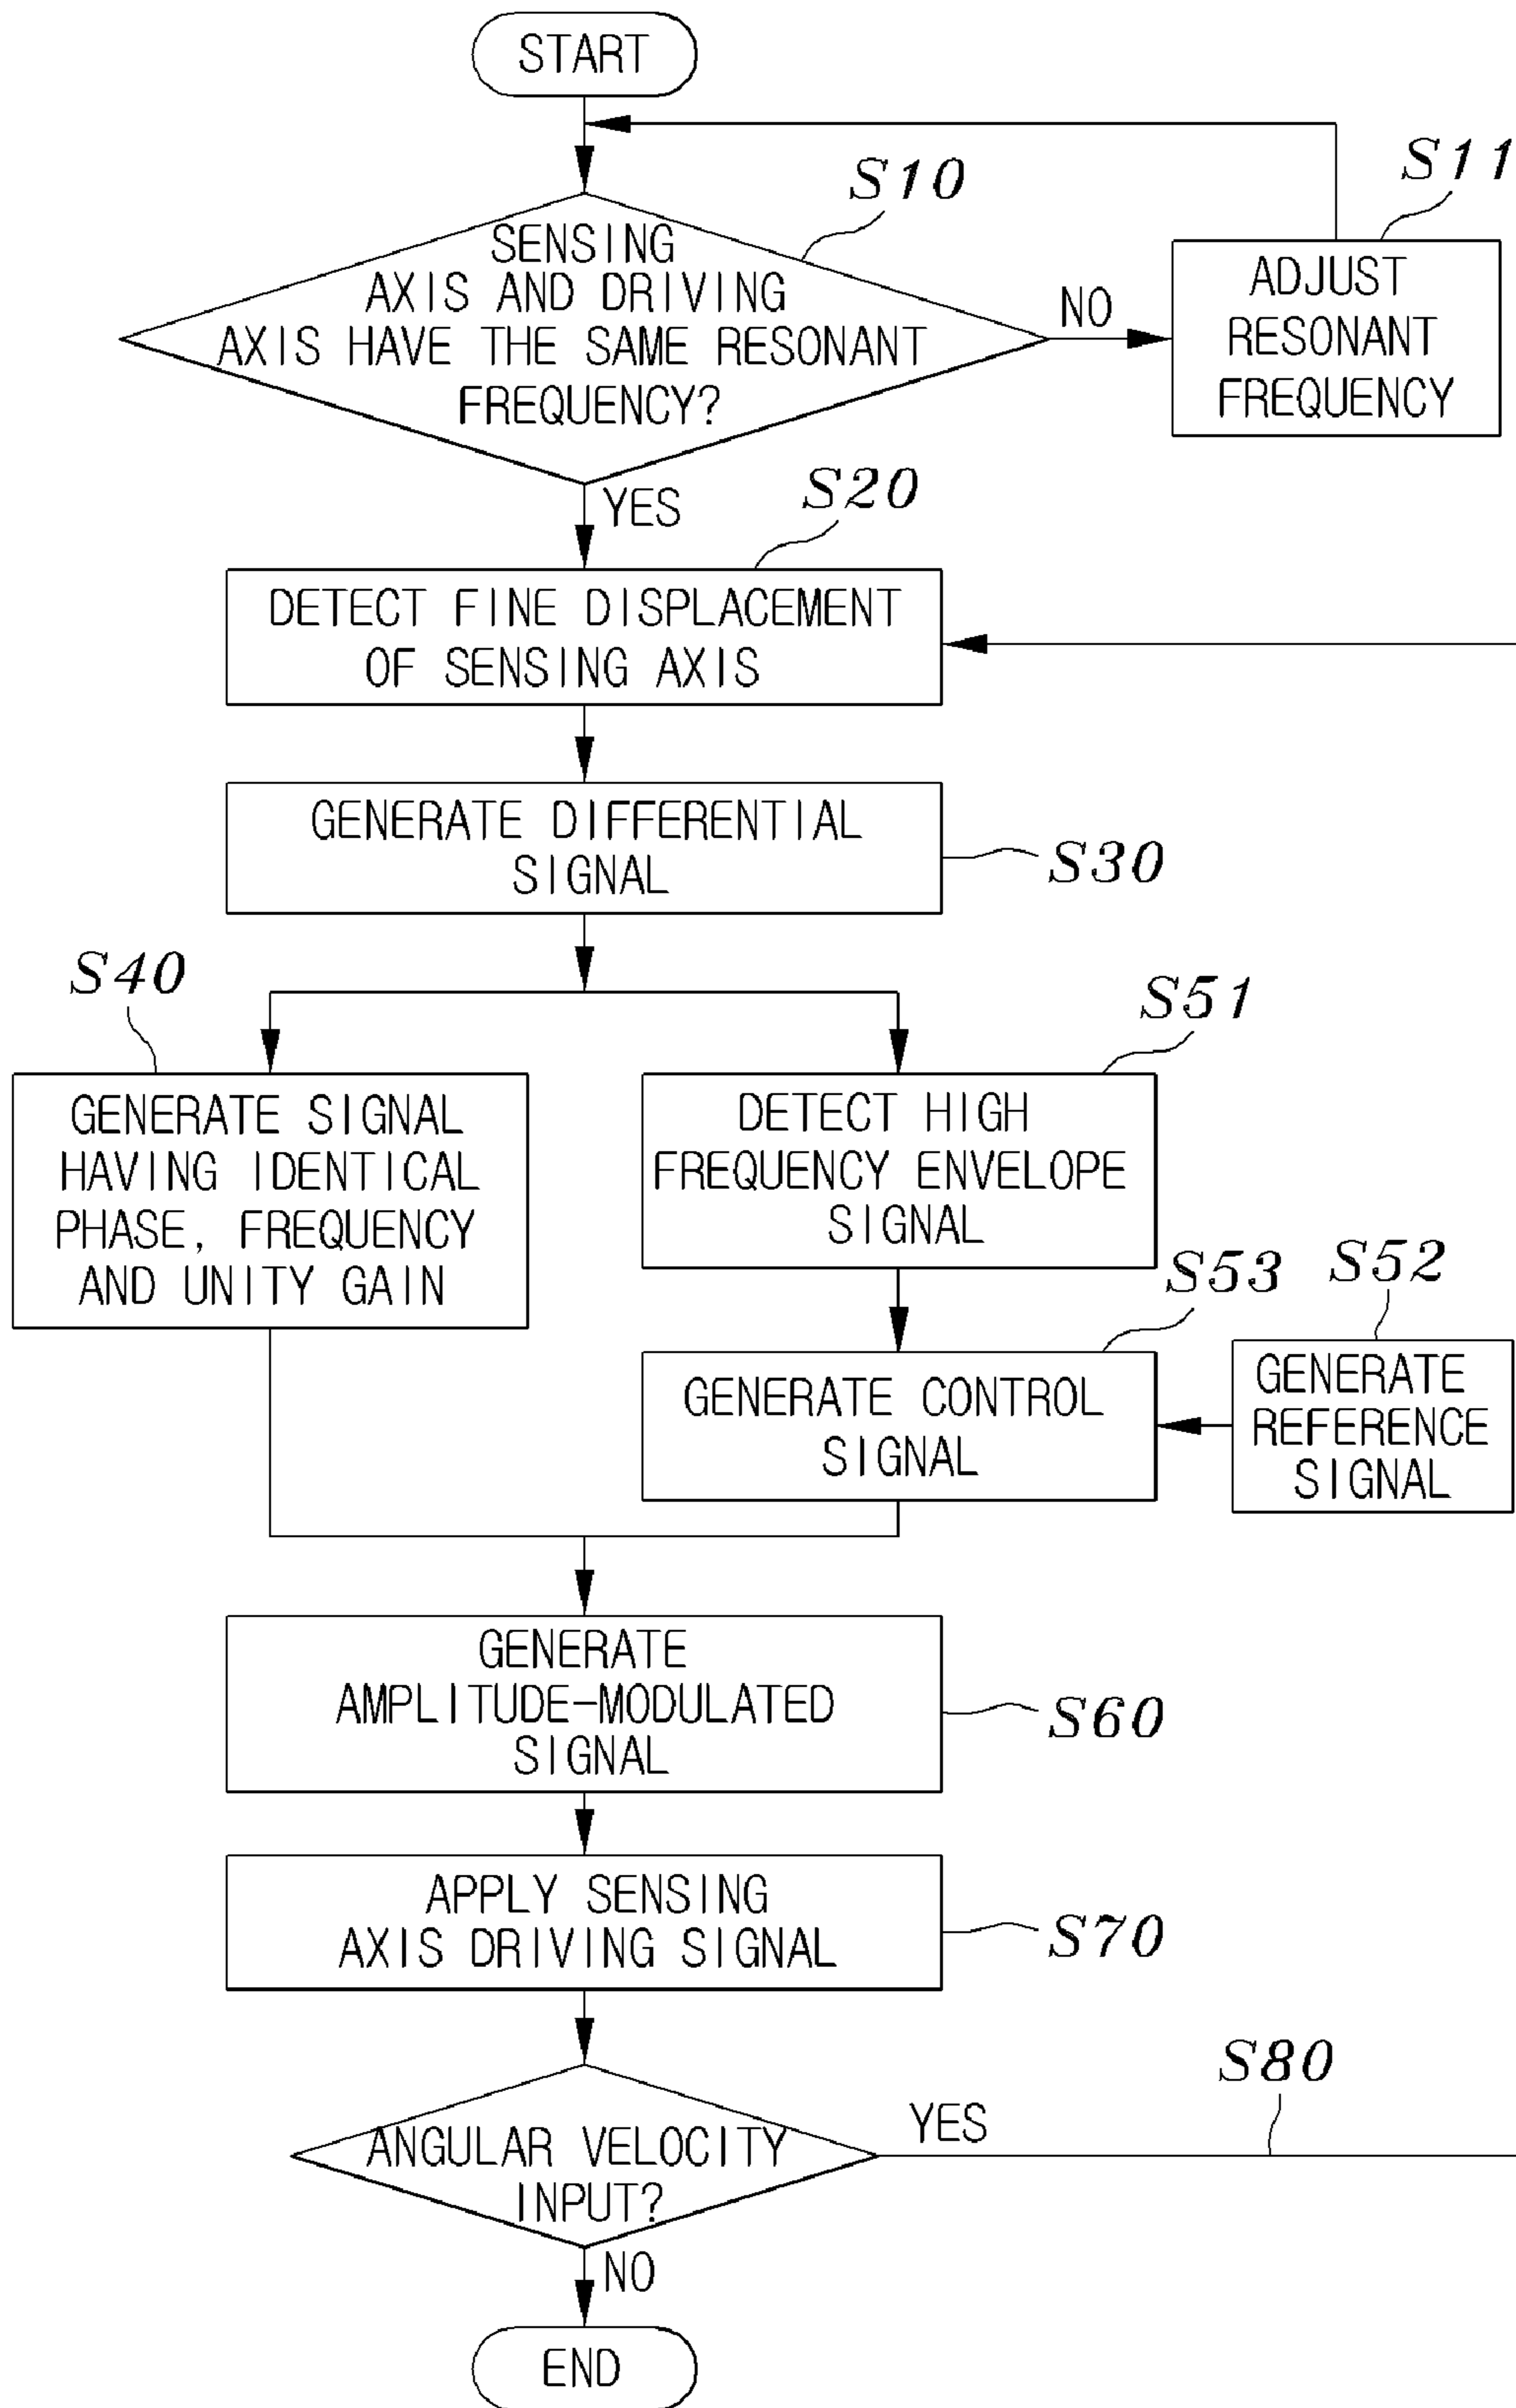 START
S10
S11
SENSING
AXIS AND DRIVING
AXIS HAVE THE SAME RESONANT
FREQUENCY?
NO
ADJUST
RESONANT
FREQUENCY
YES
S20
DETECT FINE DISPLACEMENT
OF SENSING AXIS
GENERATE DIFFERENTIAL
SIGNAL
S30
S40
S51
GENERATE SIGNAL
HAVING IDENTICAL
PHASE, FREQUENCY
AND UNITY GAIN
DETECT HIGH
FREQUENCY ENVELOPE
SIGNAL
S53
S52
GENERATE CONTROL
SIGNAL
GENERATE
REFERENCE
SIGNAL
GENERATE
AMPLITUDE-MODULATED
SIGNAL
S60
APPLY SENSING
AXIS DRIVING SIGNAL
S70
S80
ANGULAR VELOCITY
INPUT?
YES
NO
END